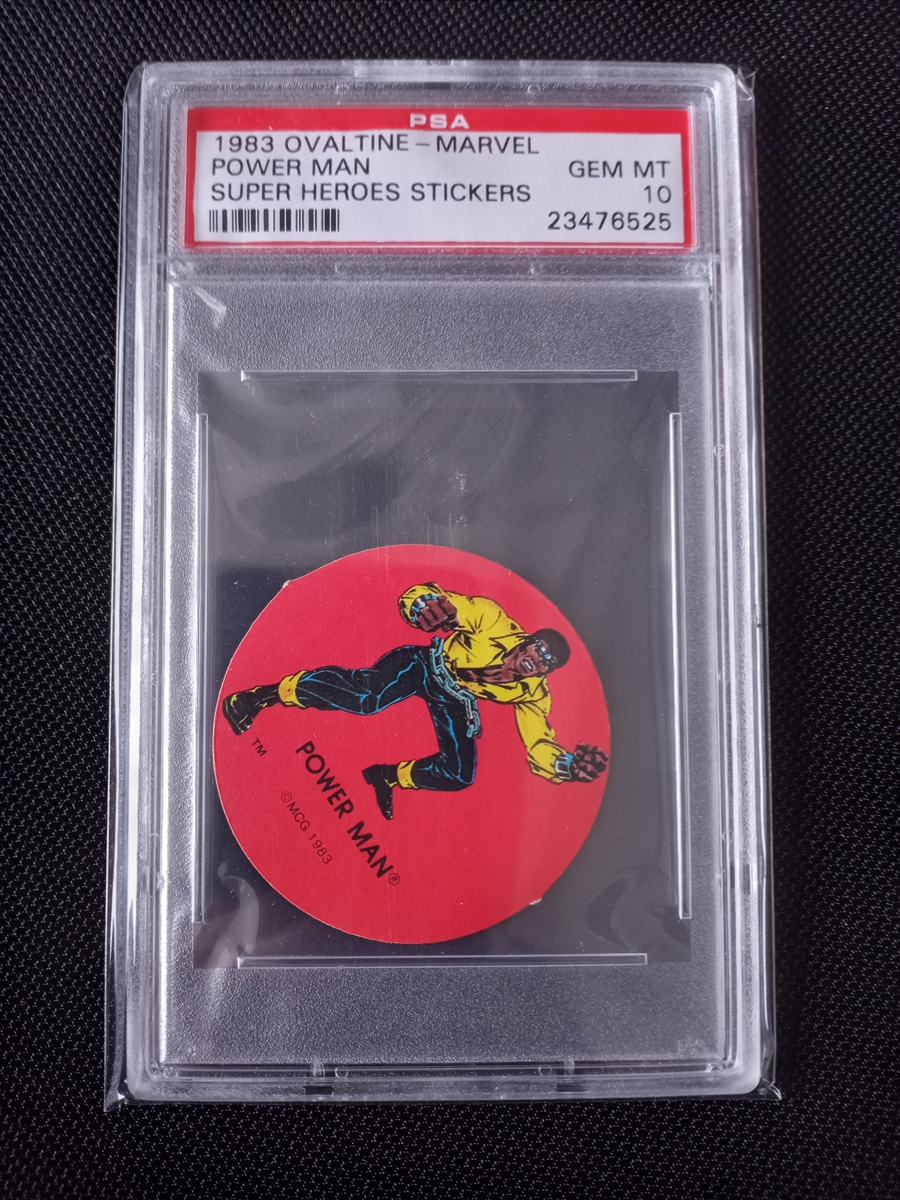 PSA
1983 OVALTINE – MARVEL
POWER MAN GEM MT
SUPER HEROES STICKERS 10
23476525
TM
POWER MAN®
©MCG 1983